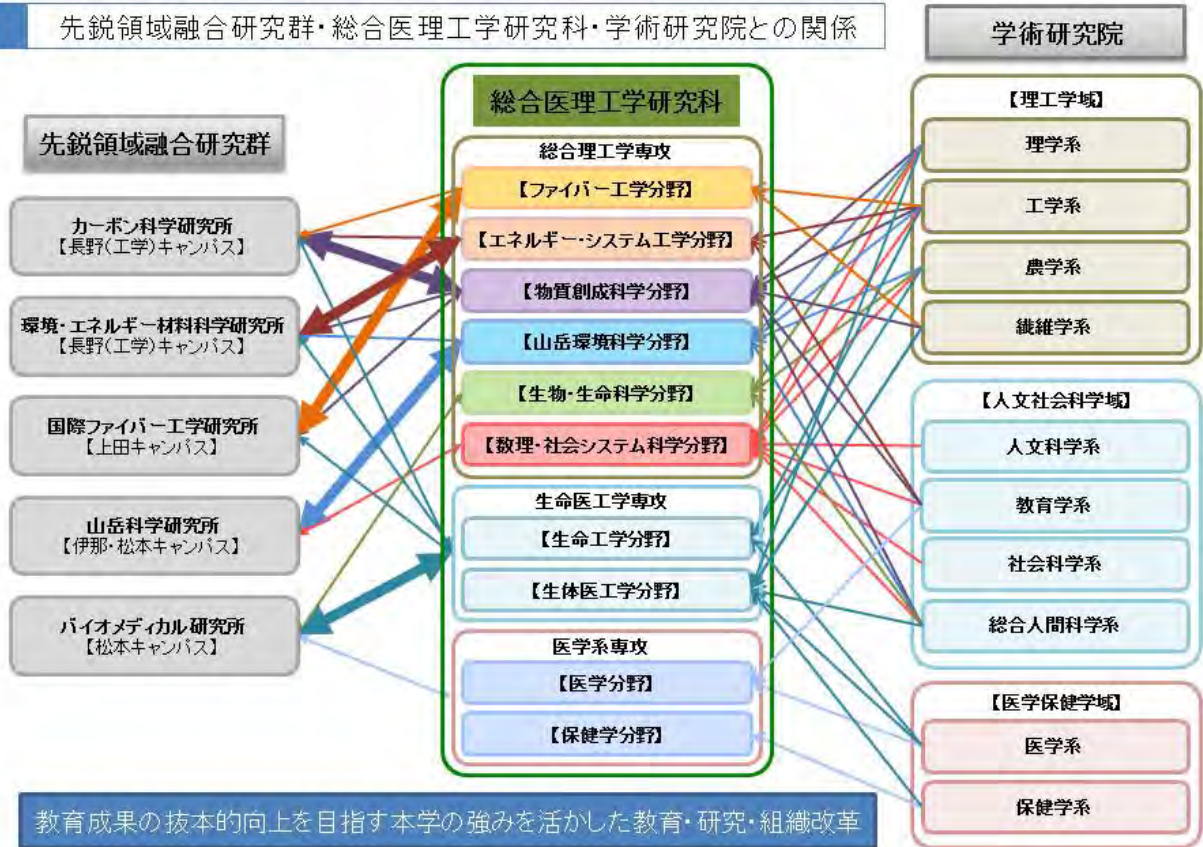 先鋭領域融合研究群・総合医理工学研究科・学術研究院との関係
先鋭領域融合研究群
カーボン科学研究所
【長野(工学)キャンパス】
環境・エネルギー材料科学研究所
【長野(工学)キャンパス】
国際ファイバー工学研究所
【上田キャンパス】
山岳科学研究所
【伊那・松本キャンパス】
バイオメディカル研究所
【松本キャンパス】
総合医理工学研究科
総合理工学専攻
【ファイバー工学分野】
【エネルギー・システム工学分野】
【物質創成科学分野】
【山岳環境科学分野】
【生物・生命科学分野】
【数理・社会システム科学分野】
生命医工学専攻
【生命工学分野】
【生体医工学分野】
医学系専攻
【医学分野】
【保健学分野】
学術研究院
【理工学域】
理学系
工学系
農学系
繊維学系
【人文社会科学域】
人文科学系
教育学系
社会科学系
総合人間科学系
【医学保健学域】
医学系
保健学系
教育成果の抜本的向上を目指す本学の強みを活かした教育・研究・組織改革